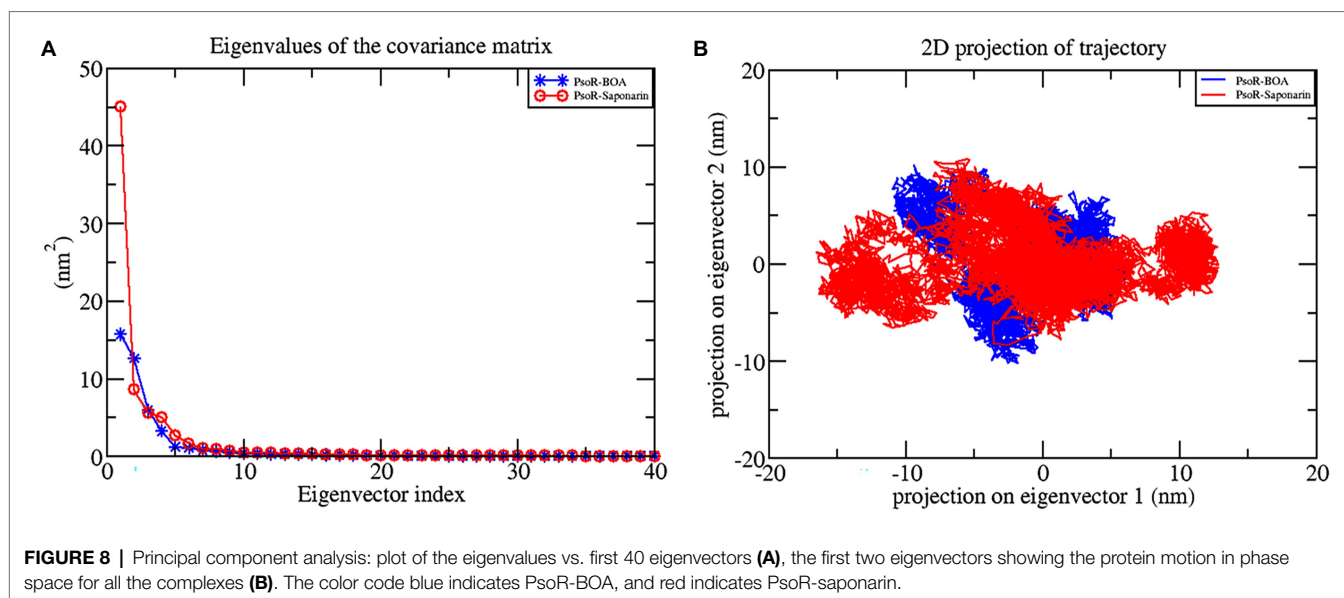 A
Eigenvalues of the covariance matrix
50
40
30
20
10
0
(nm²)
PsoR-BOA
PsoR-Saponarin
0 10 20 30 40
Eigenvector index
B
2D projection of trajectory
20
10
0
-10
-20
projection on eigenvector 2 (nm)
PsoR-BOA
PsoR-Saponarin
-20 -10 0 10 20
projection on eigenvector 1 (nm)
FIGURE 8 | Principal component analysis: plot of the eigenvalues vs. first 40 eigenvectors (A), the first two eigenvectors showing the protein motion in phase
space for all the complexes (B). The color code blue indicates PsoR-BOA, and red indicates PsoR-saponarin.